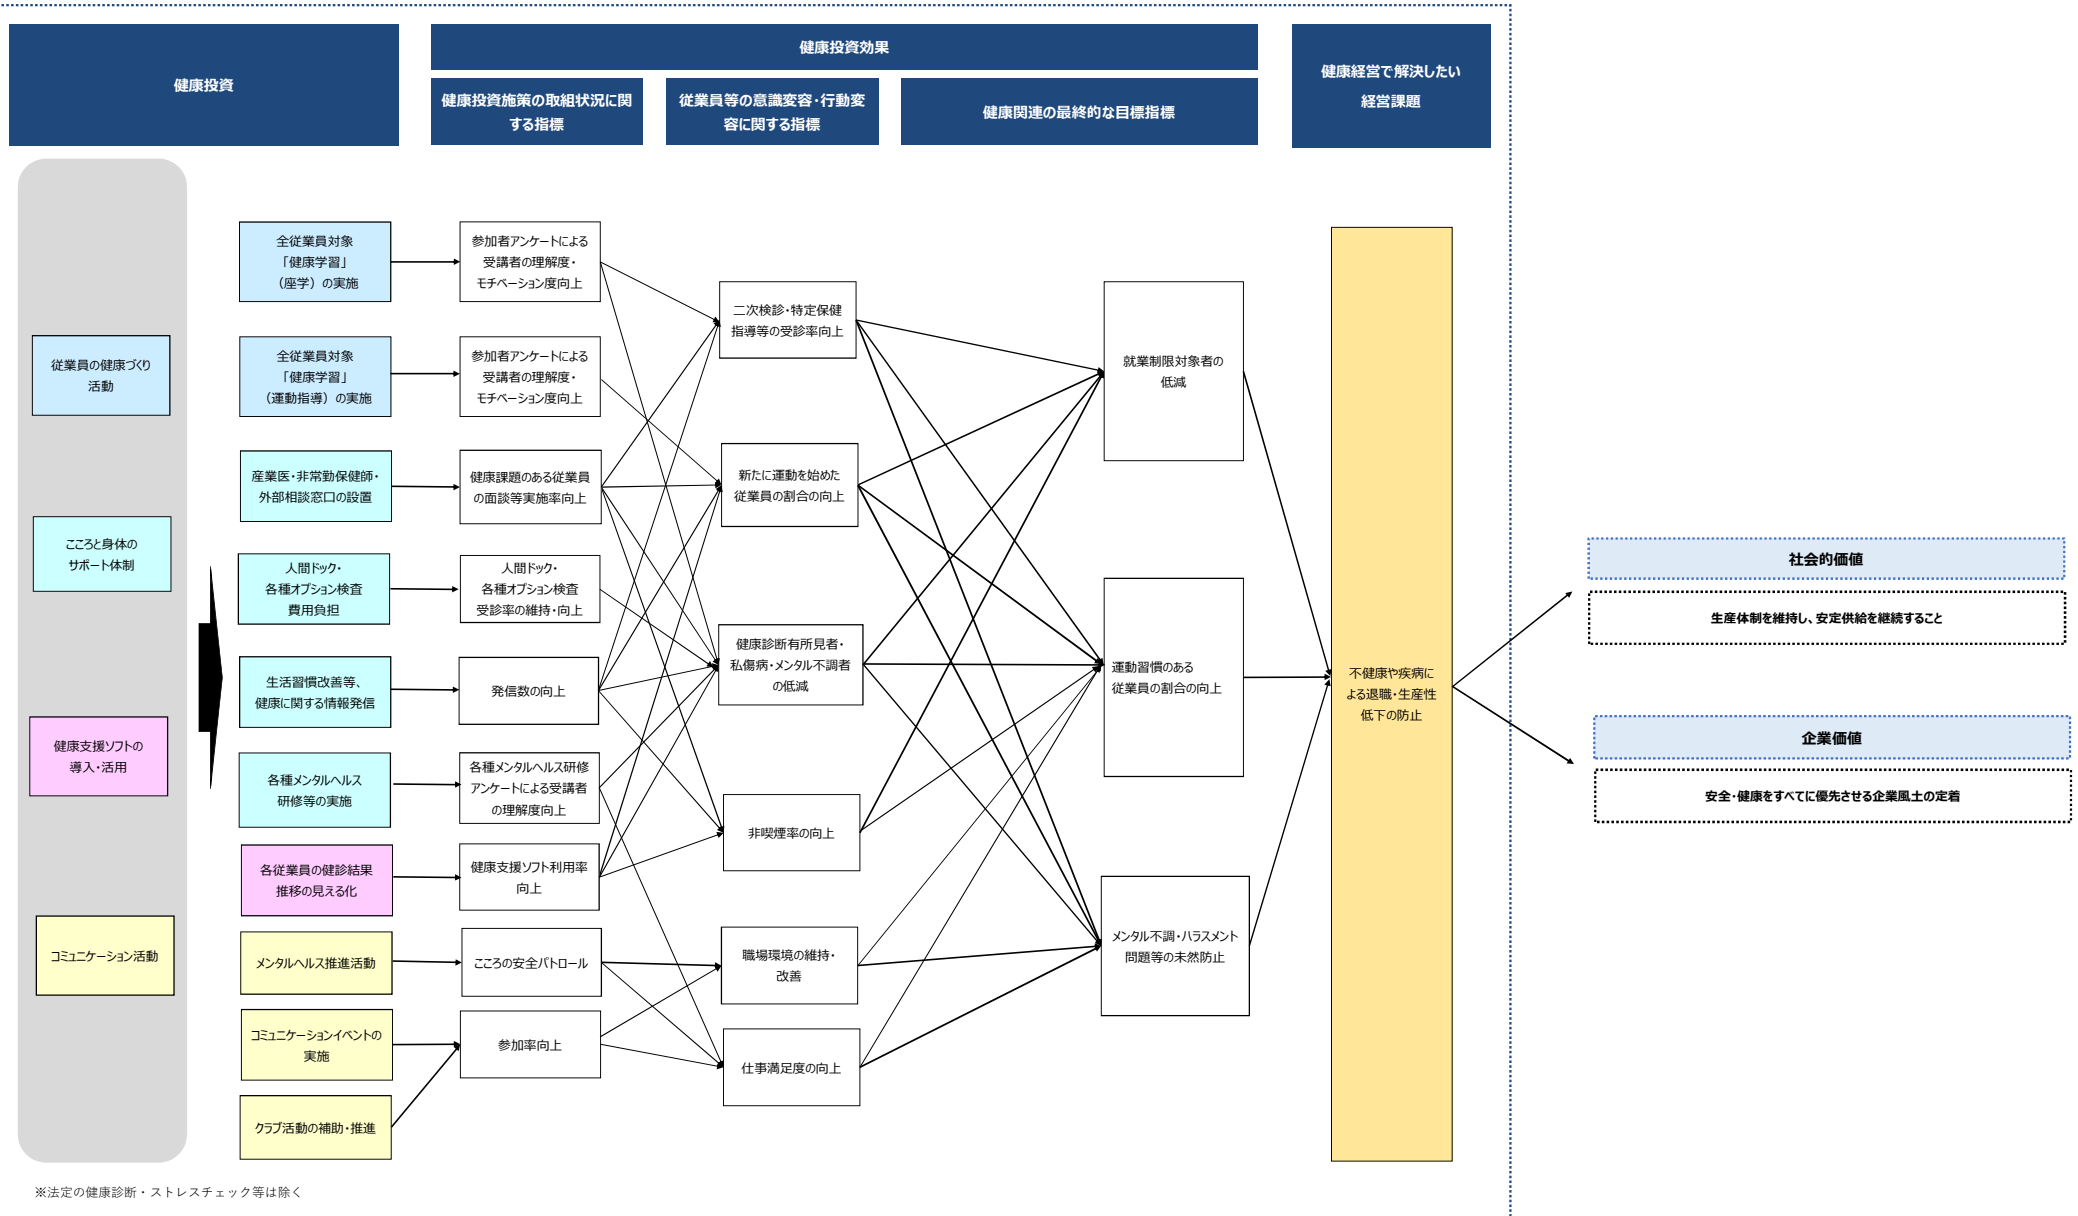 健康投資
健康投資効果
健康経営で解決したい
経営課題
健康投資施策の取組状況に関
する指標
従業員等の意識変容・行動変
容に関する指標
健康関連の最終的な目標指標
従業員の健康づくり
活動
こころと身体の
サポート体制
健康支援ソフトの
導入・活用
コミュニケーション活動
全従業員対象
「健康学習」
（座学）の実施
全従業員対象
「健康学習」
（運動指導）の実施
産業医・非常勤保健師・
外部相談窓口の設置
人間ドック・
各種オプション検査
費用負担
生活習慣改善等、
健康に関する情報発信
各種メンタルヘルス
研修等の実施
各従業員の健診結果
推移の見える化
メンタルヘルス推進活動
コミュニケーションイベントの
実施
クラブ活動の補助・推進
参加者アンケートによる
受講者の理解度・
モチベーション度向上
参加者アンケートによる
受講者の理解度・
モチベーション度向上
健康課題のある従業員
の面談等実施率向上
人間ドック・
各種オプション検査
受診率の維持・向上
発信数の向上
各種メンタルヘルス研修
アンケートによる受講者
の理解度向上
健康支援ソフト利用率
向上
こころの安全パトロール
参加率向上
二次検診・特定保健
指導等の受診率向上
新たに運動を始めた
従業員の割合の向上
健康診断有所見者・
私傷病・メンタル不調者
の低減
非喫煙率の向上
職場環境の維持・
改善
仕事満足度の向上
就業制限対象者の
低減
運動習慣のある
従業員の割合の向上
メンタル不調・ハラスメント
問題等の未然防止
不健康や疾病に
よる退職・生産性
低下の防止
社会的価値
生産体制を維持し、安定供給を継続すること
企業価値
安全・健康をすべてに優先させる企業風土の定着
※法定の健康診断・ストレスチェック等は除く